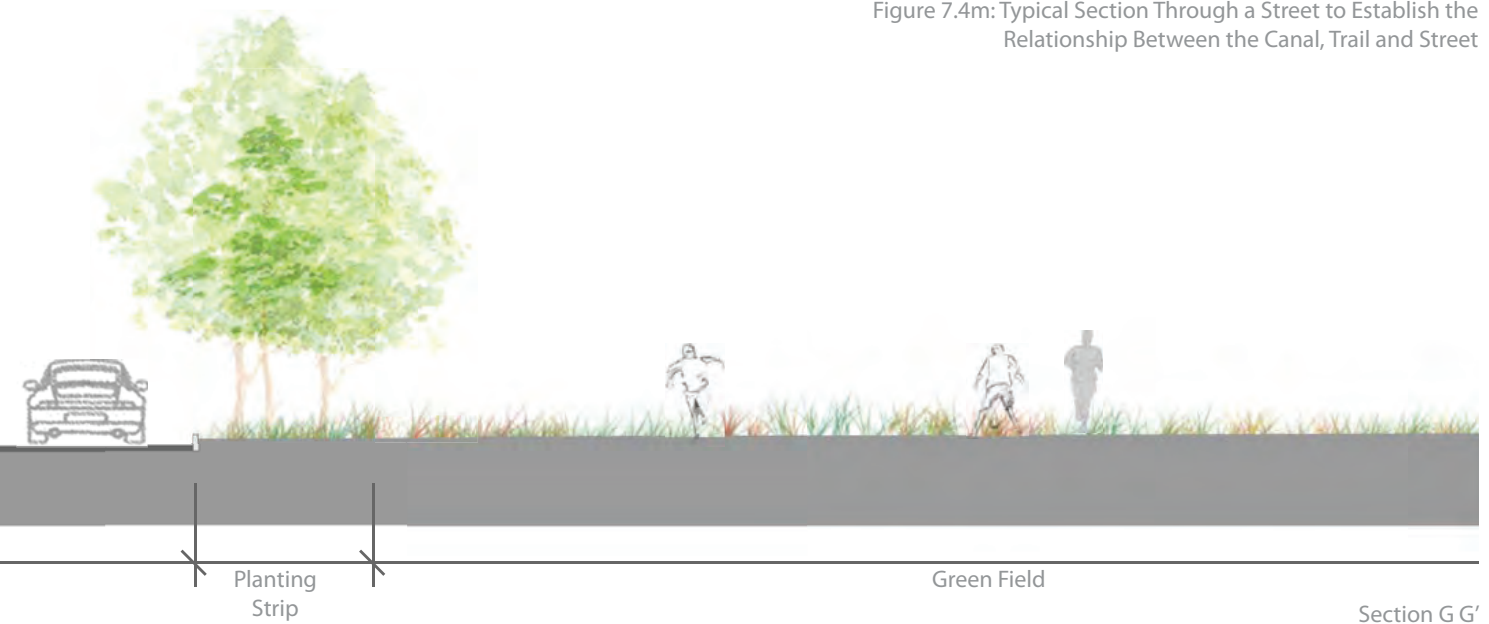 Figure 7.4m: Typical Section Through a Street to Establish the
Relationship Between the Canal, Trail and Street
Planting
Strip
Green Field
Section G G’